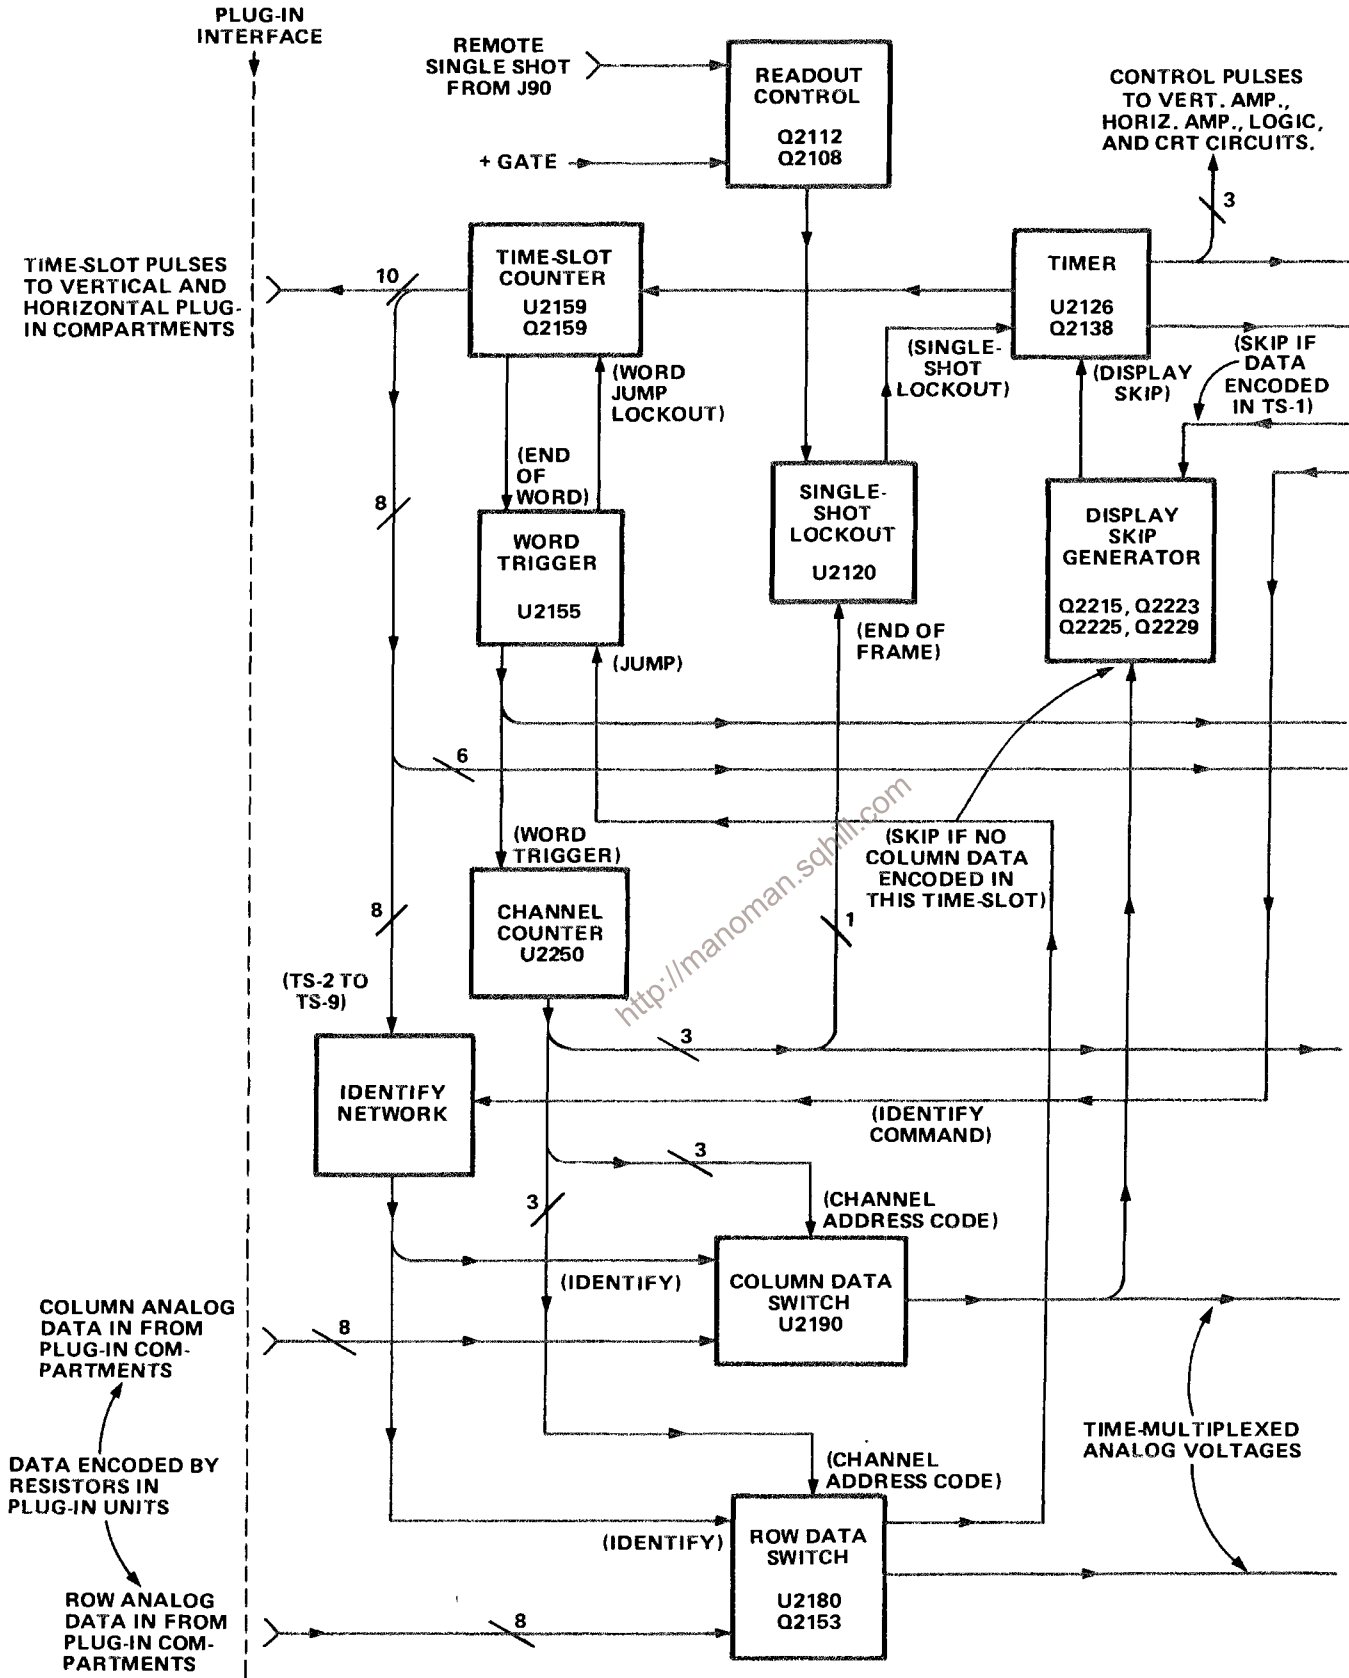 PLUG-IN
INTERFACE
REMOTE
SINGLE SHOT
FROM J90
+ GATE
READOUT
CONTROL
Q2112
Q2108
CONTROL PULSES
TO VERT. AMP.,
HORIZ. AMP., LOGIC,
AND CRT CIRCUITS.
3
TIME-SLOT PULSES
TO VERTICAL AND
HORIZONTAL PLUG-
IN COMPARTMENTS
10
TIME-SLOT
COUNTER
U2159
Q2159
TIMER
U2126
Q2138
(WORD
JUMP
LOCKOUT)
(SINGLE-
SHOT
LOCKOUT)
(DISPLAY
SKIP)
(SKIP IF
DATA
ENCODED
IN TS-1)
(END
OF
WORD)
8
WORD
TRIGGER
U2155
SINGLE-
SHOT
LOCKOUT
U2120
DISPLAY
SKIP
GENERATOR
Q2215, Q2223
Q2225, Q2229
(JUMP)
(END OF
FRAME)
6
(WORD
TRIGGER)
(SKIP IF NO
COLUMN DATA
ENCODED IN
THIS TIME-SLOT)
http://manoman.sqhill.com
8
CHANNEL
COUNTER
U2250
1
(TS-2 TO
TS-9)
3
IDENTIFY
NETWORK
(IDENTIFY
COMMAND)
3
3
(CHANNEL
ADDRESS CODE)
(IDENTIFY)
COLUMN DATA
SWITCH
U2190
COLUMN ANALOG
DATA IN FROM
PLUG-IN COM-
PARTMENTS
8
DATA ENCODED BY
RESISTORS IN
PLUG-IN UNITS
TIME-MULTIPLEXED
ANALOG VOLTAGES
(CHANNEL
ADDRESS CODE)
(IDENTIFY)
ROW DATA
SWITCH
U2180
Q2153
ROW ANALOG
DATA IN FROM
PLUG-IN COM-
PARTMENTS
8